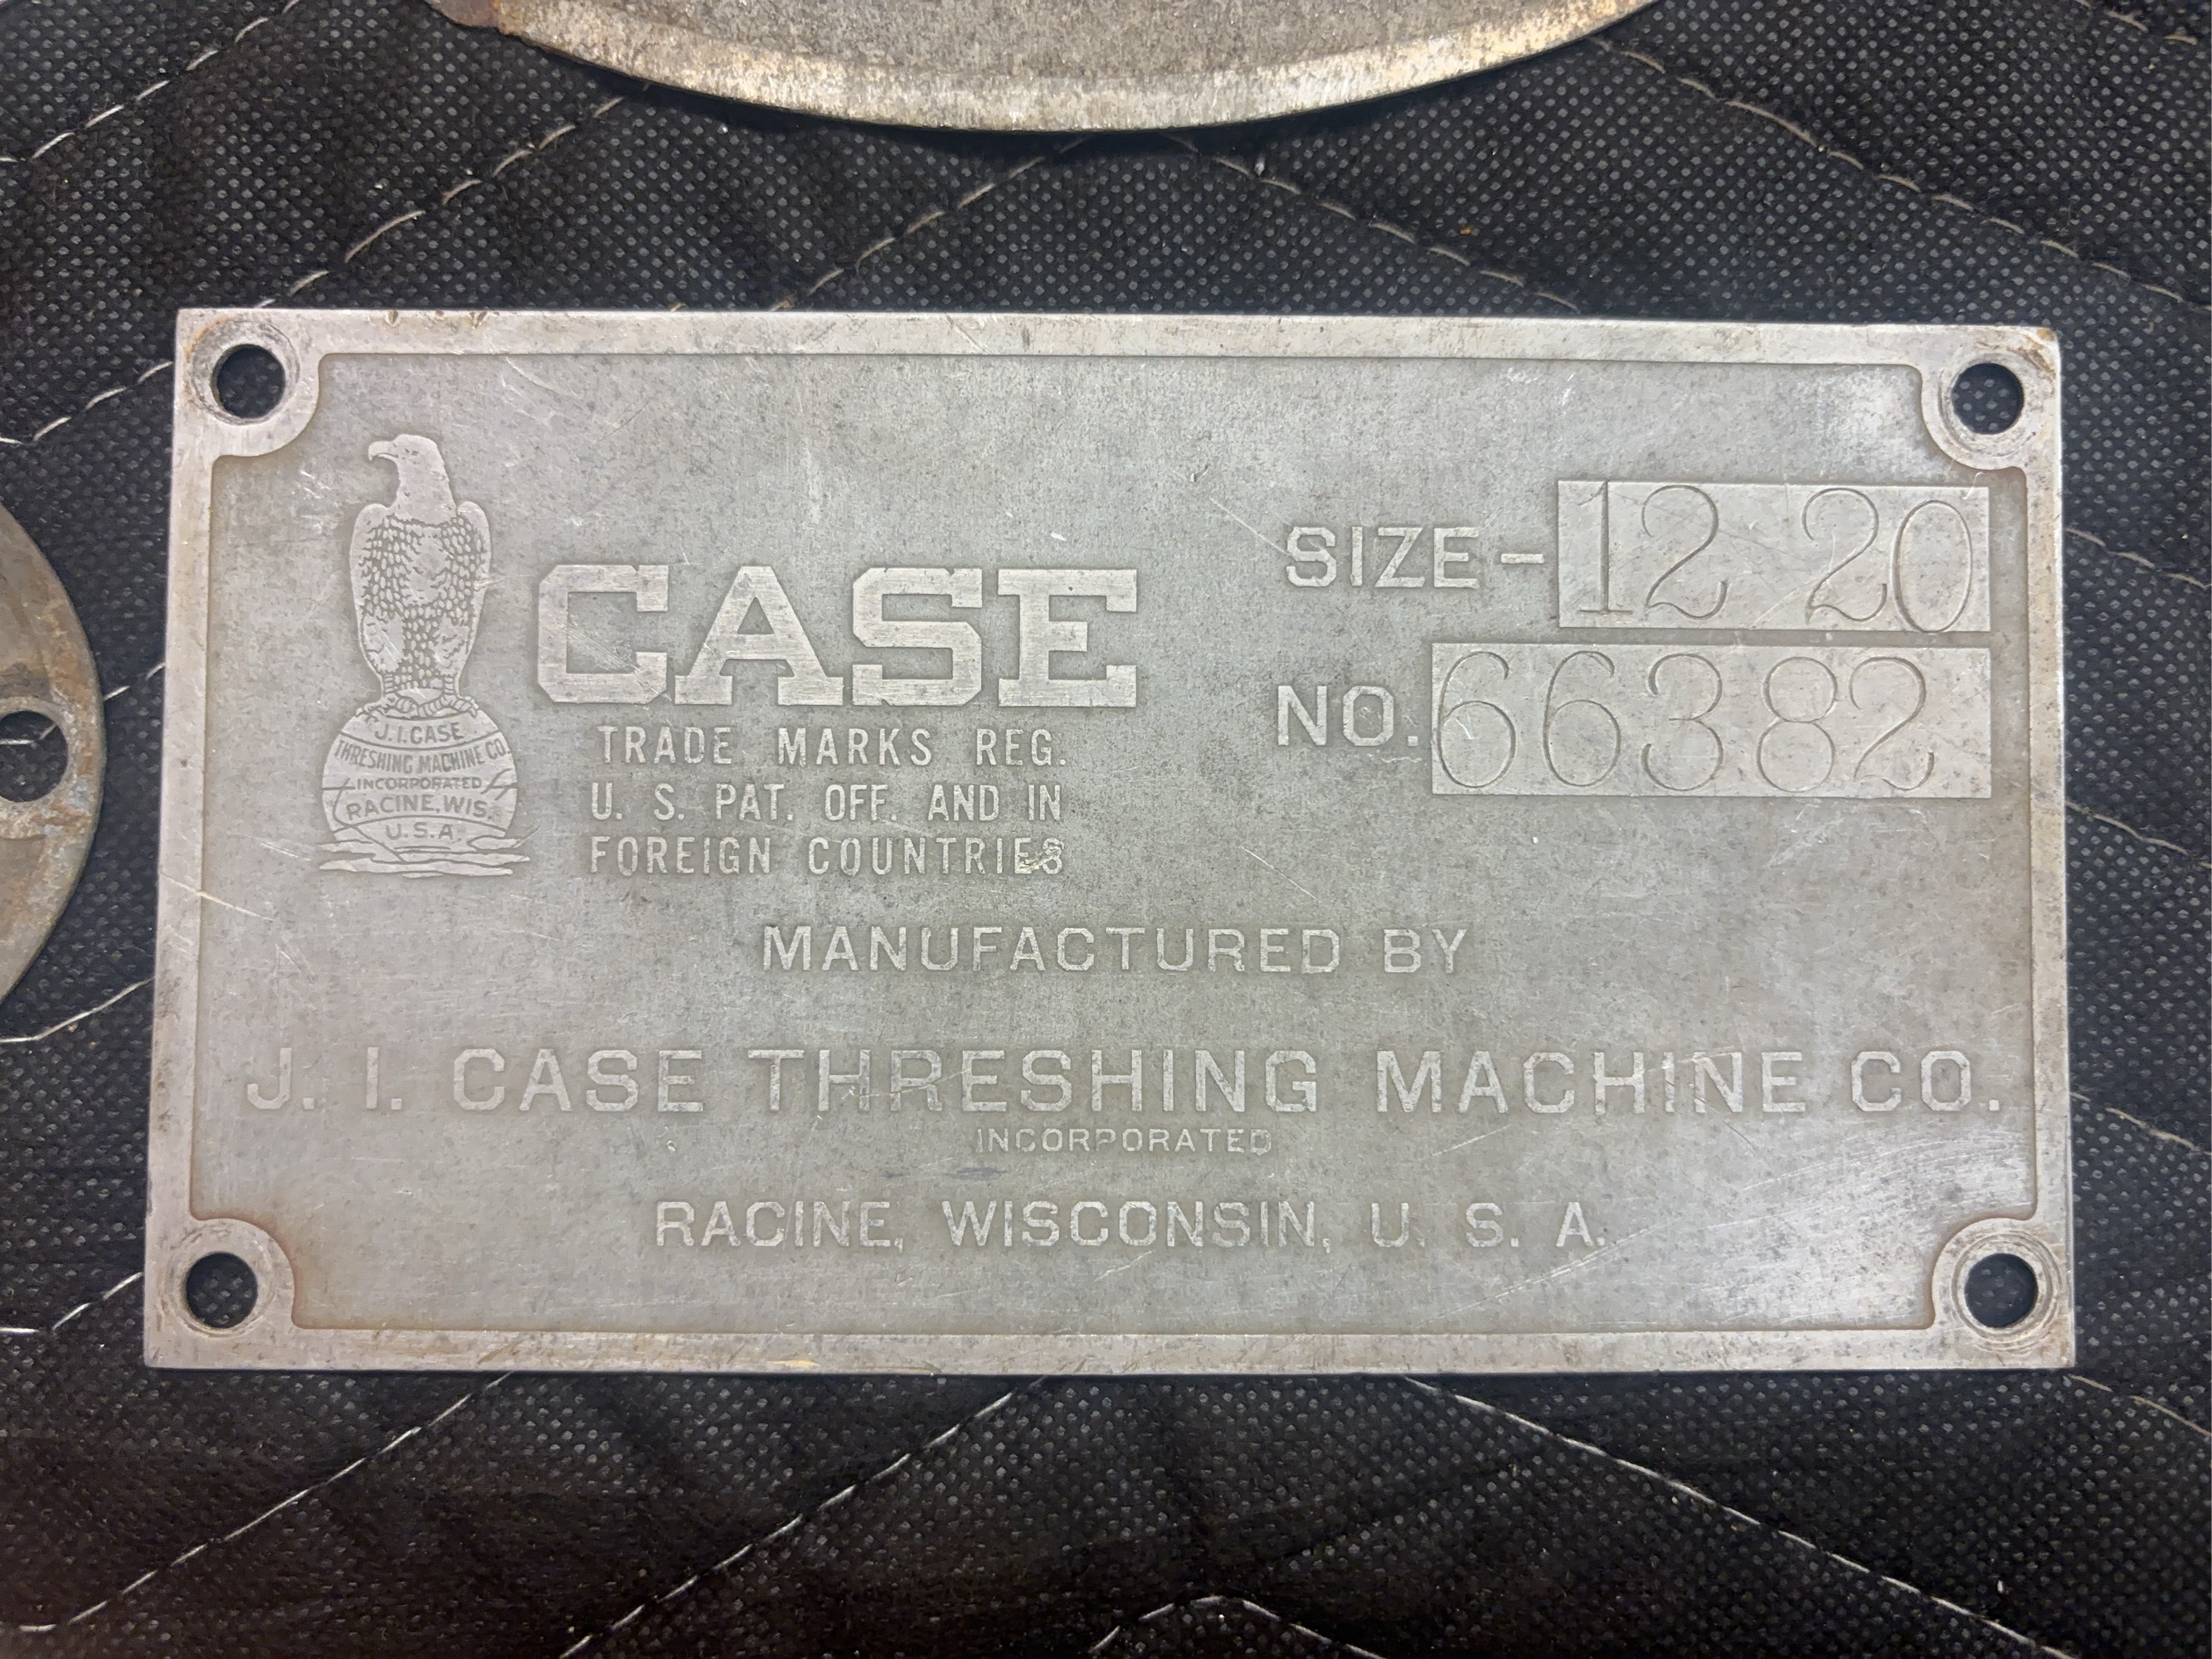 J. I. CASE
THRESHING MACHINE CO.
INCORPORATED
RACINE, WIS.
U. S. A.
CASE
TRADE MARKS REG.
U. S. PAT. OFF. AND IN
FOREIGN COUNTRIES
SIZE - 12 20
NO. 66382
MANUFACTURED BY
J. I. CASE THRESHING MACHINE CO.
INCORPORATED
RACINE, WISCONSIN, U. S. A.